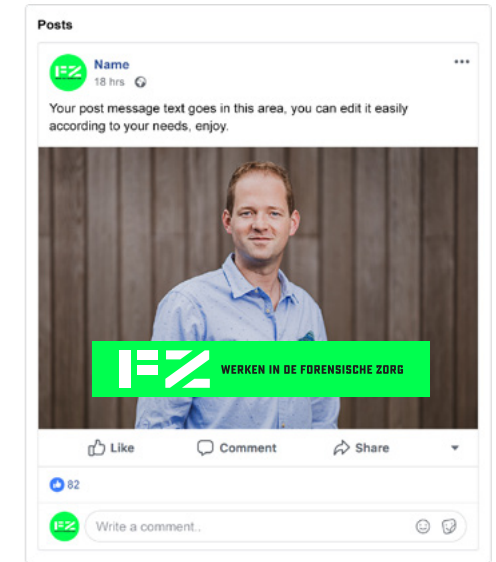 Posts
FZ
Name
18 hrs
Your post message text goes in this area, you can edit it easily
according to your needs, enjoy.
FZ WERKEN IN DE FORENSISCHE ZORG
Like Comment Share
82
FZ Write a comment..